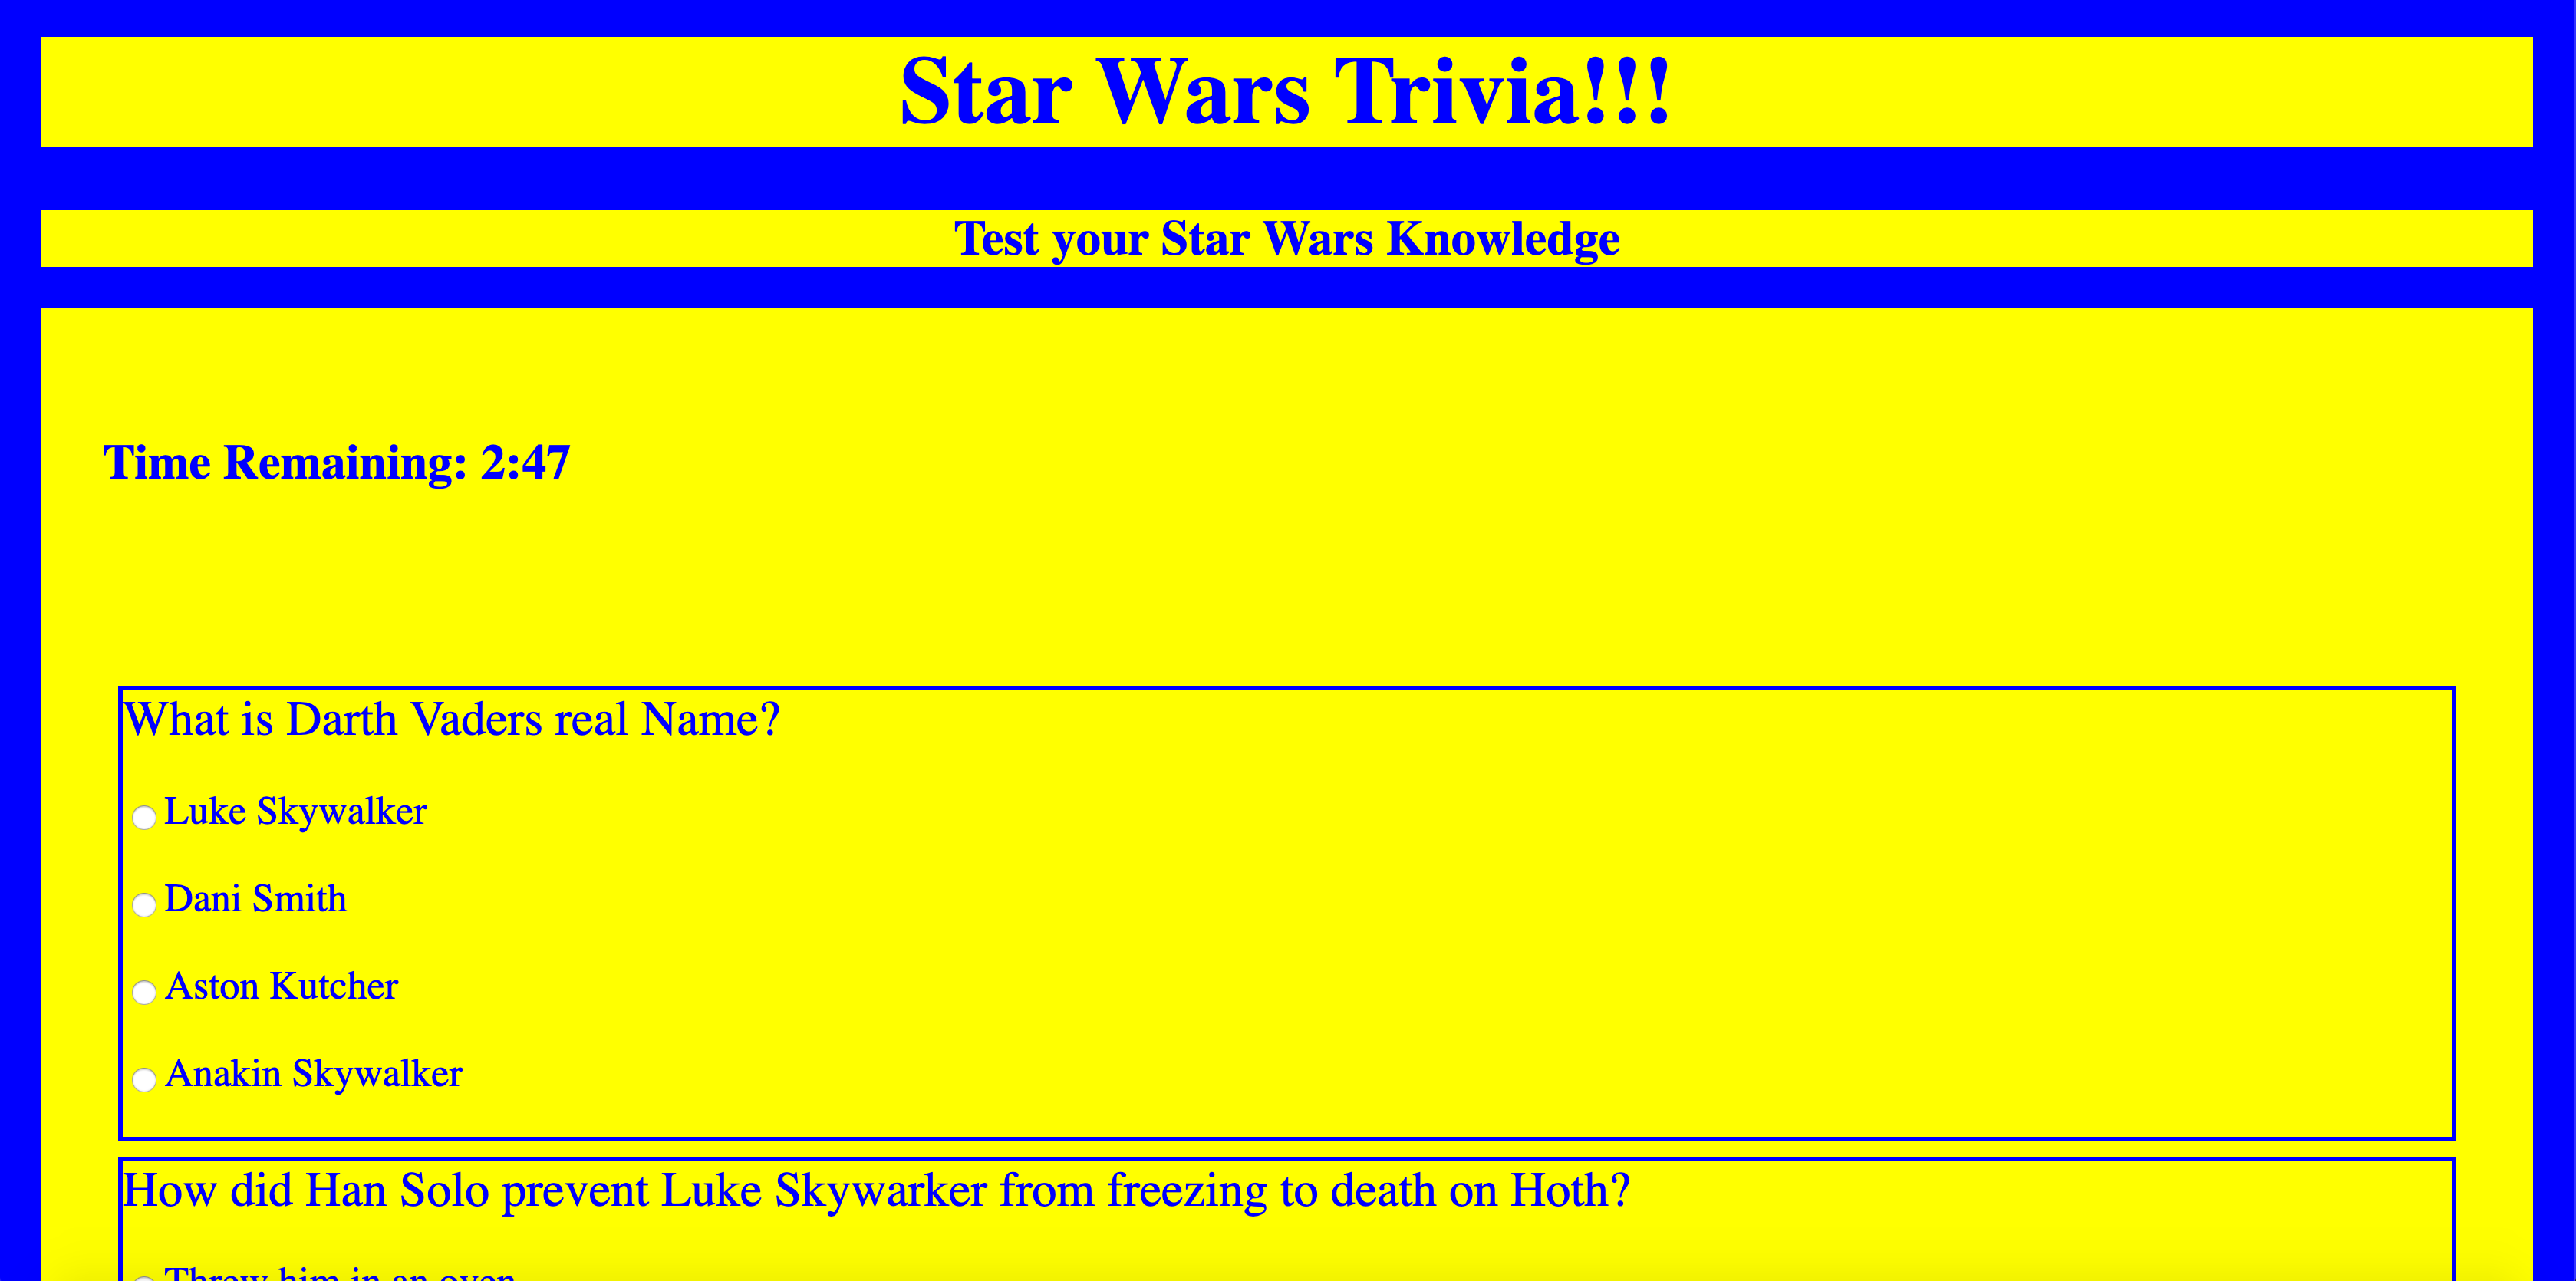 Star Wars Trivia!!!
Test your Star Wars Knowledge
Time Remaining: 2:47
What is Darth Vaders real Name?
Luke Skywalker
Dani Smith
Aston Kutcher
Anakin Skywalker
How did Han Solo prevent Luke Skywarker from freezing to death on Hoth?
Threw him in an oven